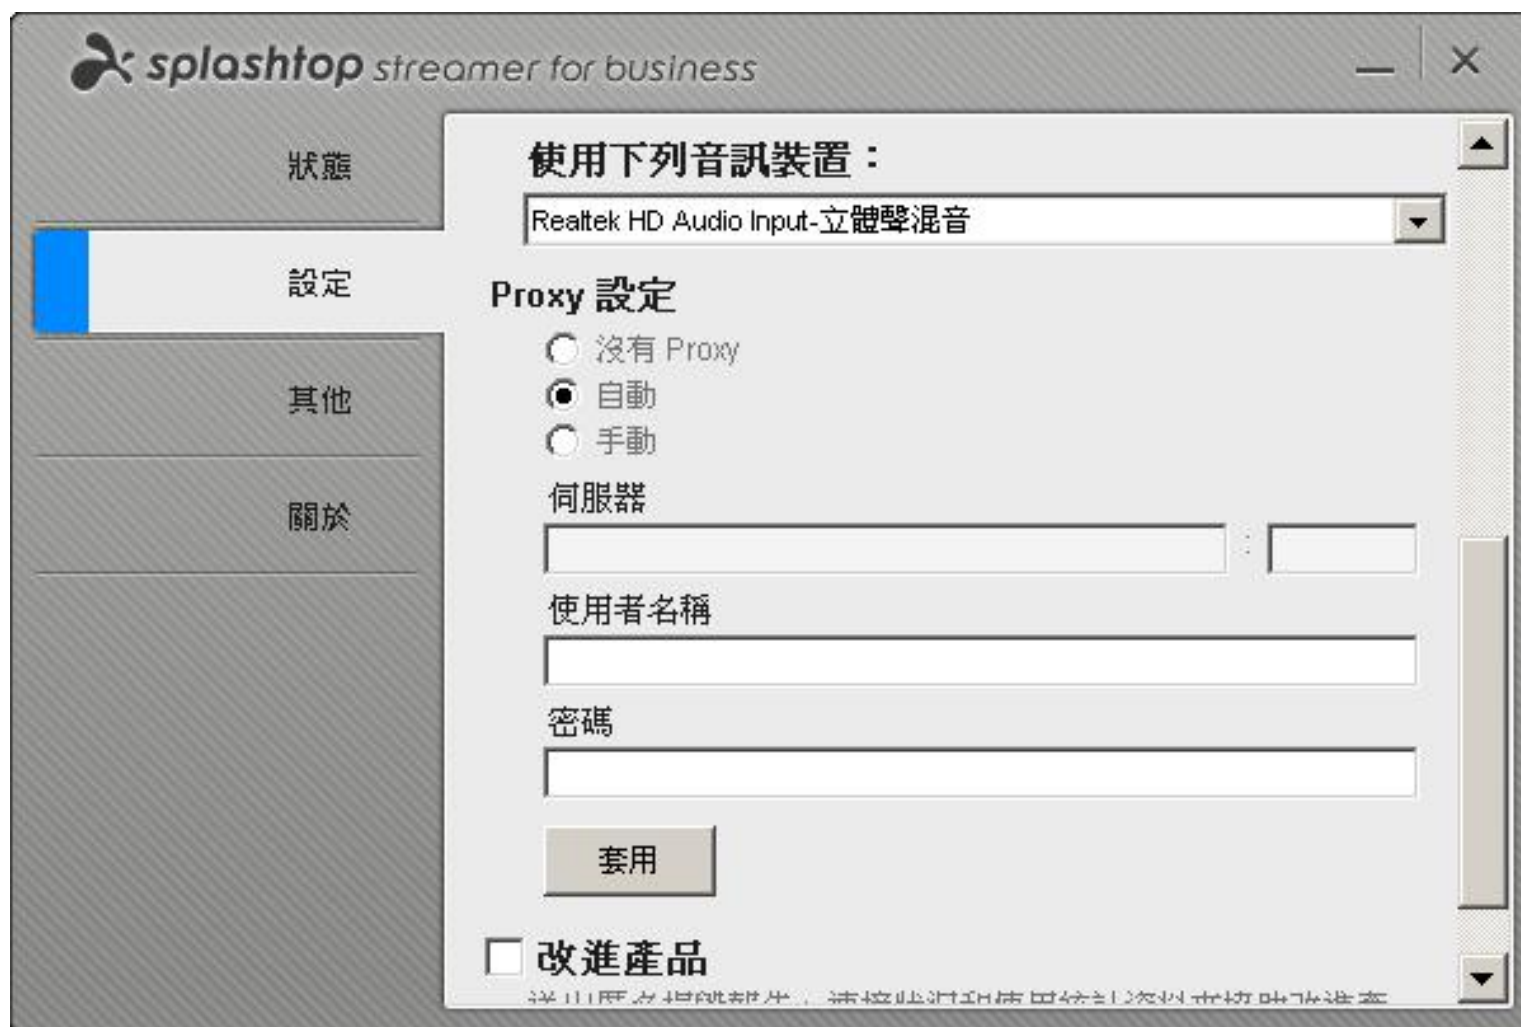 splashtop streamer for business
狀態
設定
其他
關於
使用下列音訊裝置：
Realtek HD Audio Input-立體聲混音
Proxy 設定
沒有 Proxy
自動
手動
伺服器
:
使用者名稱
密碼
套用
改進產品